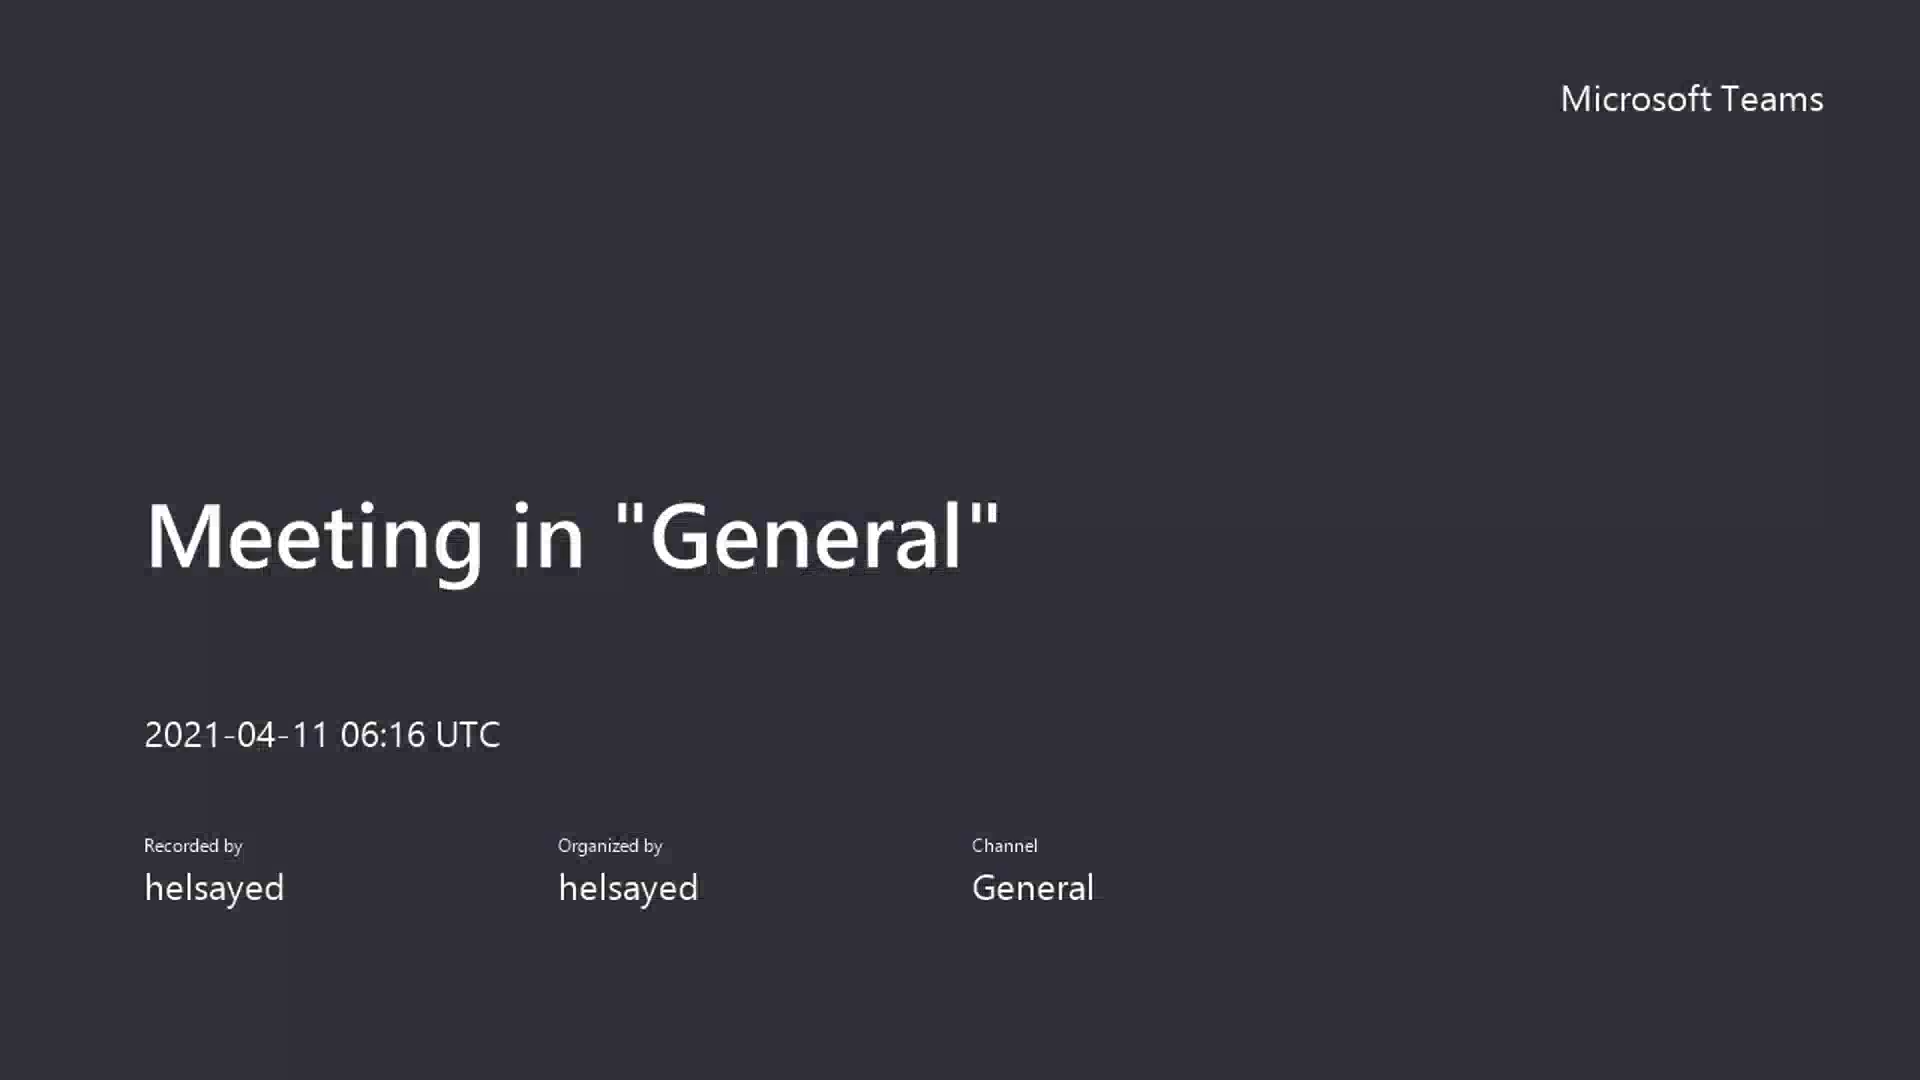 Microsoft Teams
Meeting in "General"
2021-04-11 06:16 UTC
Recorded by
helsayed
Organized by
helsayed
Channel
General